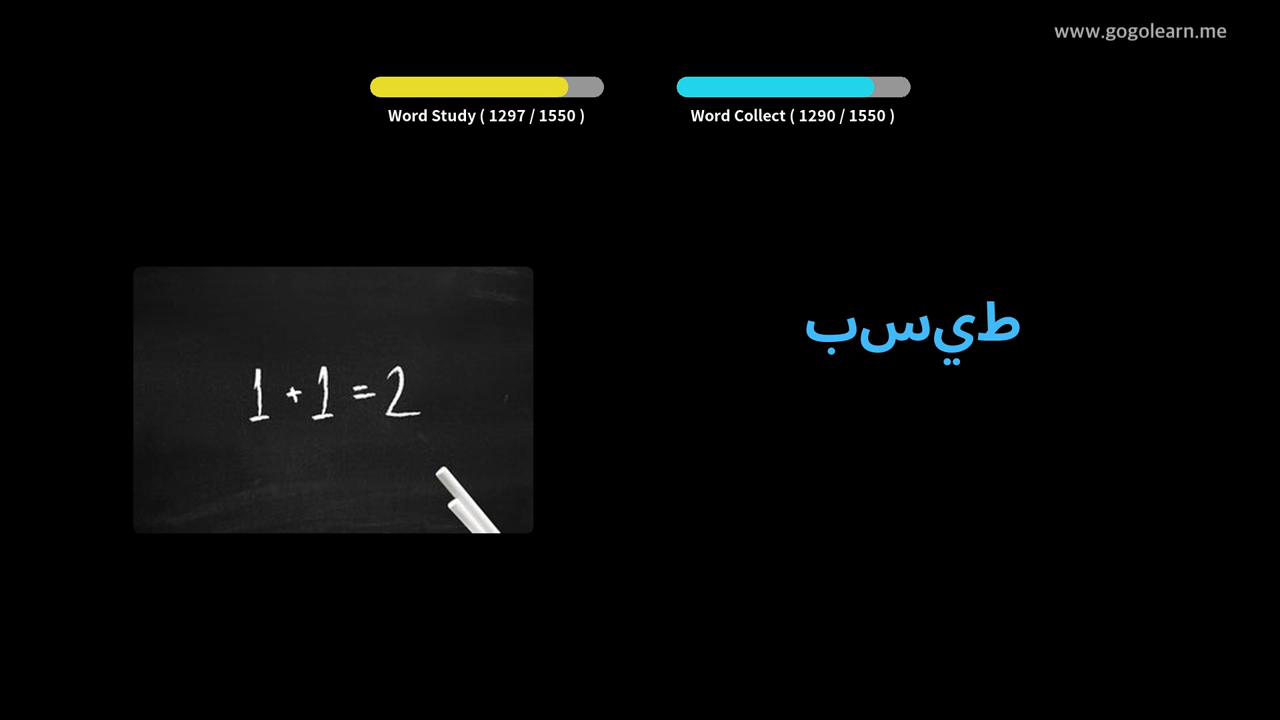 www.gogolearn.me
Word Study ( 1297 / 1550 )
Word Collect ( 1290 / 1550 )
بسيط
1 + 1 = 2